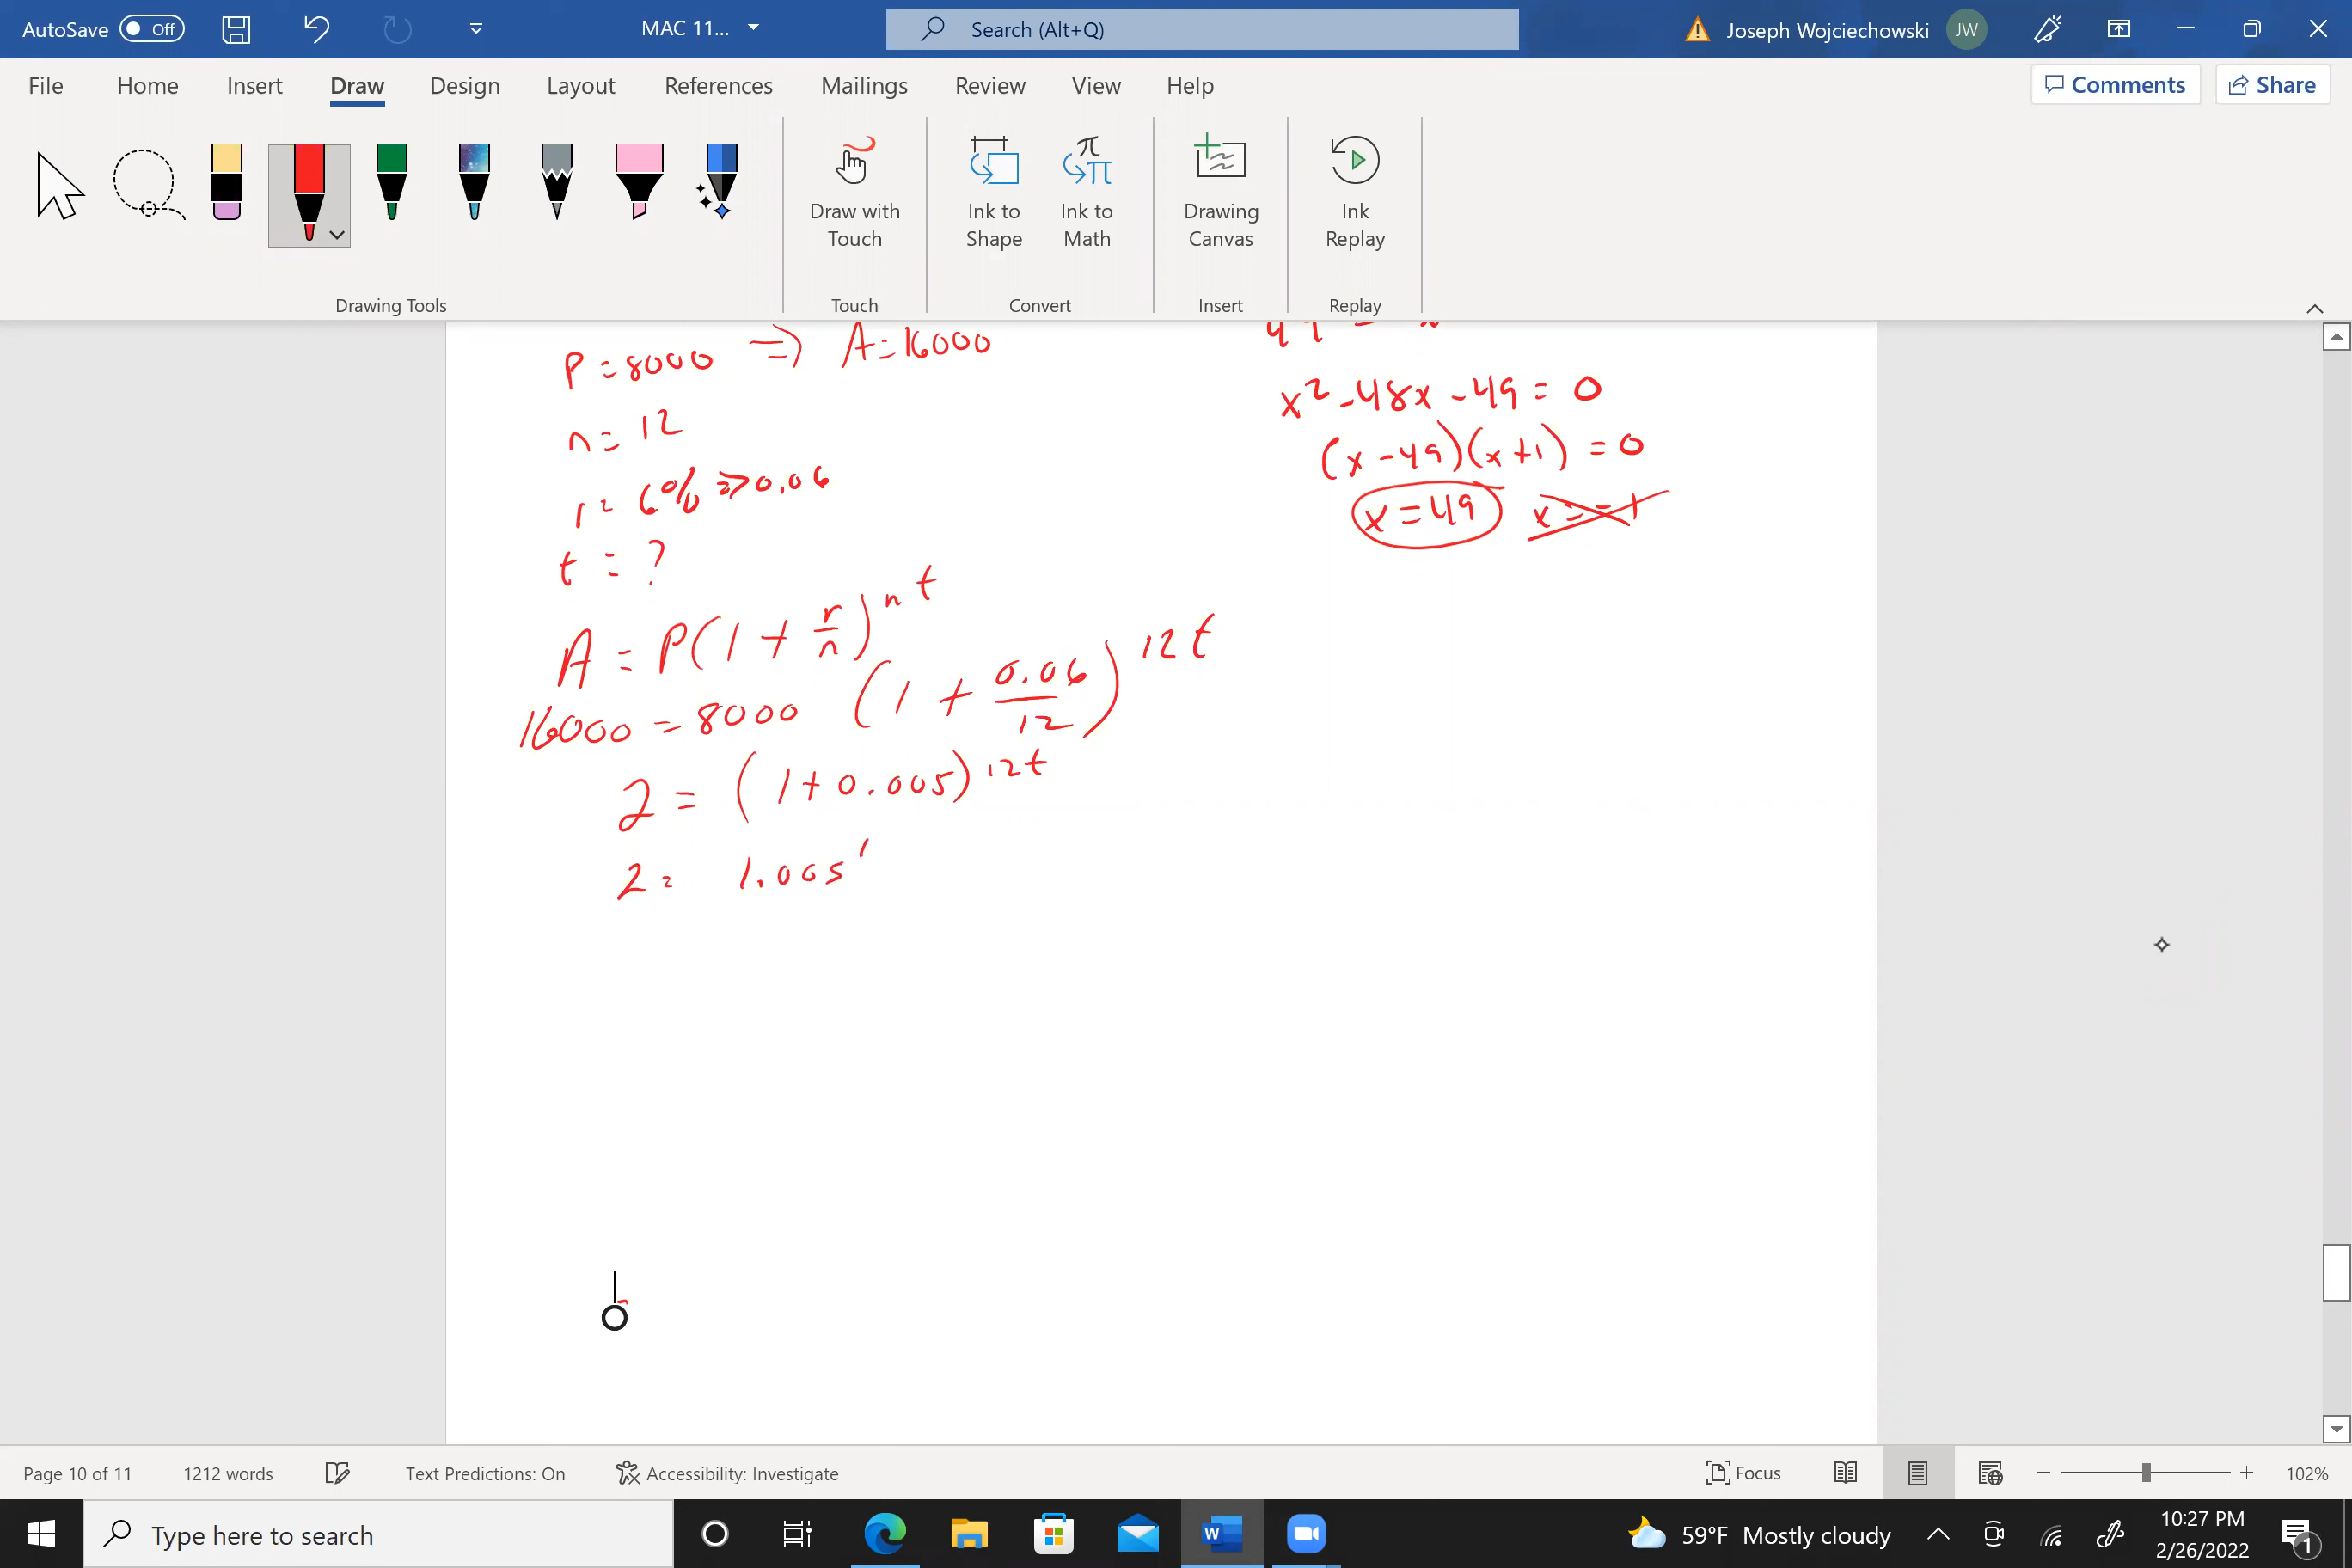 AutoSave Off MAC 11... Search (Alt+Q) Joseph Wojciechowski JW
File Home Insert Draw Design Layout References Mailings Review View Help Comments Share
Draw with Touch
Ink to Shape
Ink to Math
Drawing Canvas
Ink Replay
Drawing Tools Touch Convert Insert Replay
P = 8000 ⇒ A = 16000
n = 12
r = 6% ⇒ 0.06
t = ?
A = P(1 + r/n)^nt
16000 = 8000 (1 + 0.06/12)^12t
2 = (1 + 0.005)^12t
2 = 1.005
x² - 48x - 49 = 0
(x - 49)(x + 1) = 0
x = 49 x = -1
Page 10 of 11 1212 words Text Predictions: On Accessibility: Investigate Focus 102%
Type here to search 59°F Mostly cloudy 10:27 PM
2/26/2022 1